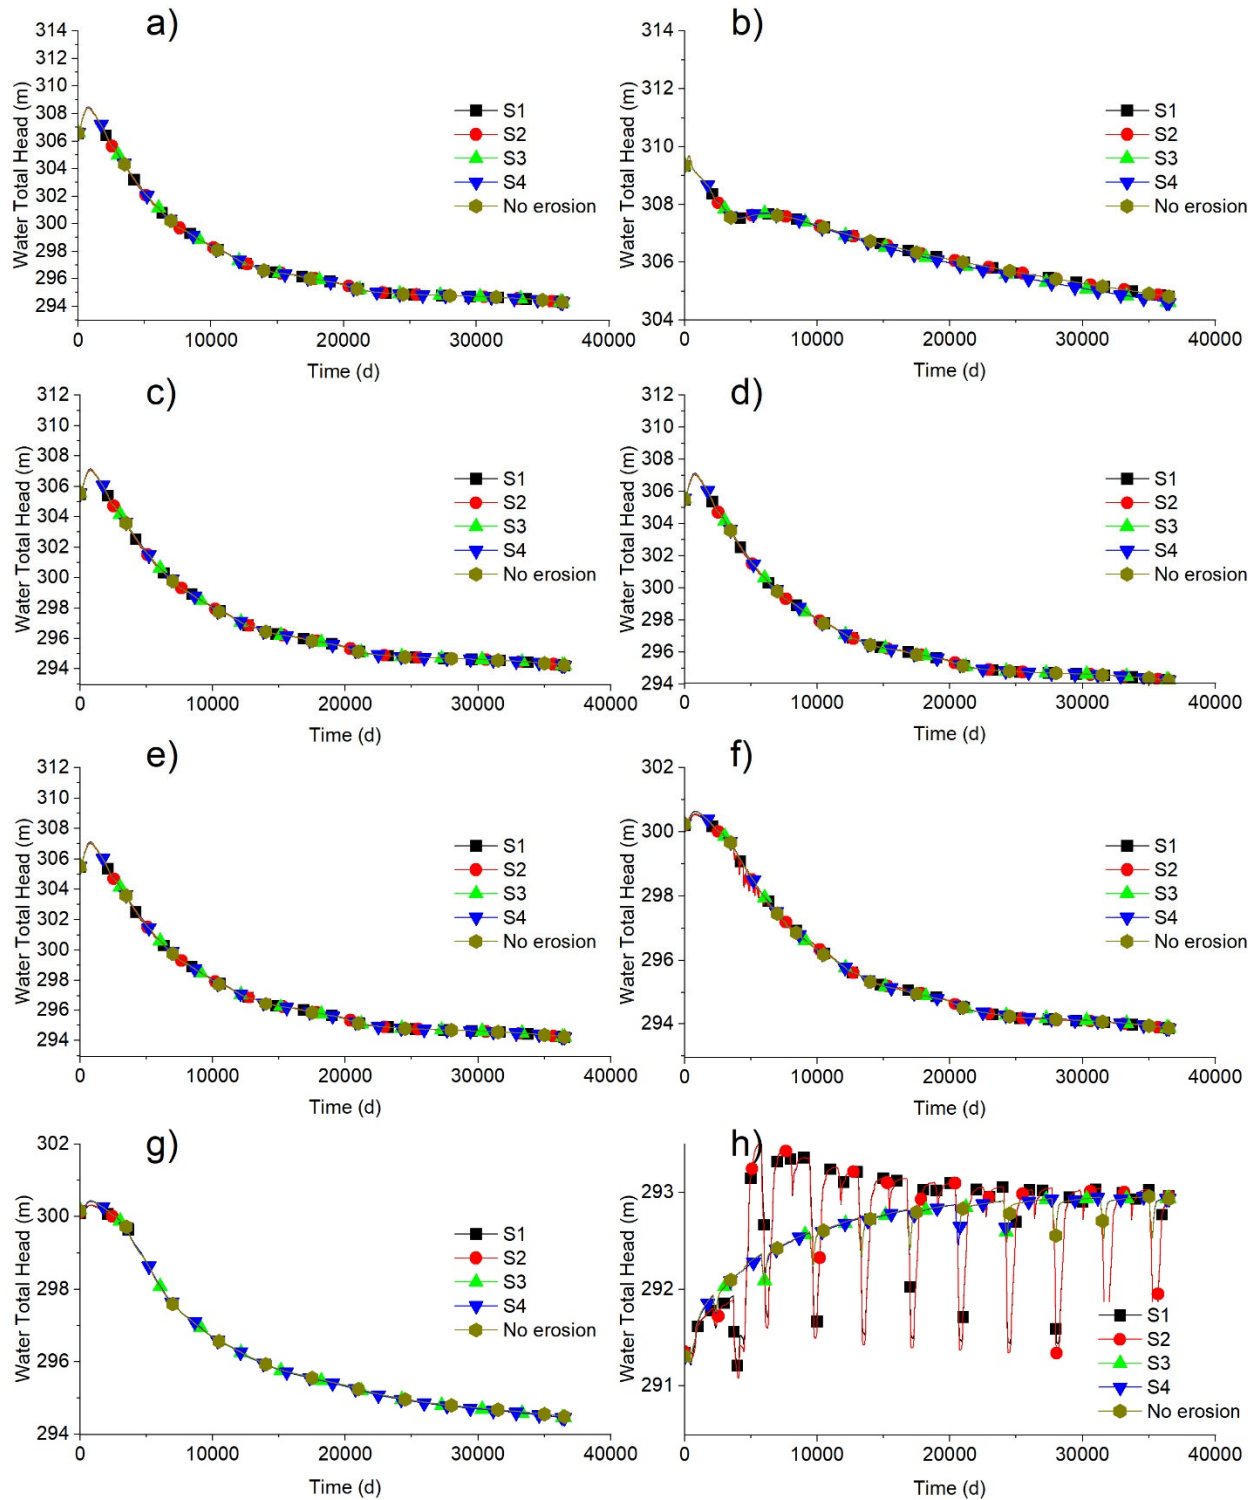 a)
Water Total Head (m)
314
312
310
308
306
304
302
300
298
296
294
0
10000
20000
30000
40000
Time (d)
S1
S2
S3
S4
No erosion
b)
Water Total Head (m)
314
312
310
308
306
304
0
10000
20000
30000
40000
Time (d)
S1
S2
S3
S4
No erosion
c)
Water Total Head (m)
312
310
308
306
304
302
300
298
296
294
0
10000
20000
30000
40000
Time (d)
S1
S2
S3
S4
No erosion
d)
Water Total Head (m)
312
310
308
306
304
302
300
298
296
294
0
10000
20000
30000
40000
Time (d)
S1
S2
S3
S4
No erosion
e)
Water Total Head (m)
312
310
308
306
304
302
300
298
296
294
0
10000
20000
30000
40000
Time (d)
S1
S2
S3
S4
No erosion
f)
Water Total Head (m)
302
300
298
296
294
0
10000
20000
30000
40000
Time (d)
S1
S2
S3
S4
No erosion
g)
Water Total Head (m)
302
300
298
296
294
0
10000
20000
30000
40000
Time (d)
S1
S2
S3
S4
No erosion
h)
Water Total Head (m)
293
292
291
0
10000
20000
30000
40000
Time (d)
S1
S2
S3
S4
No erosion